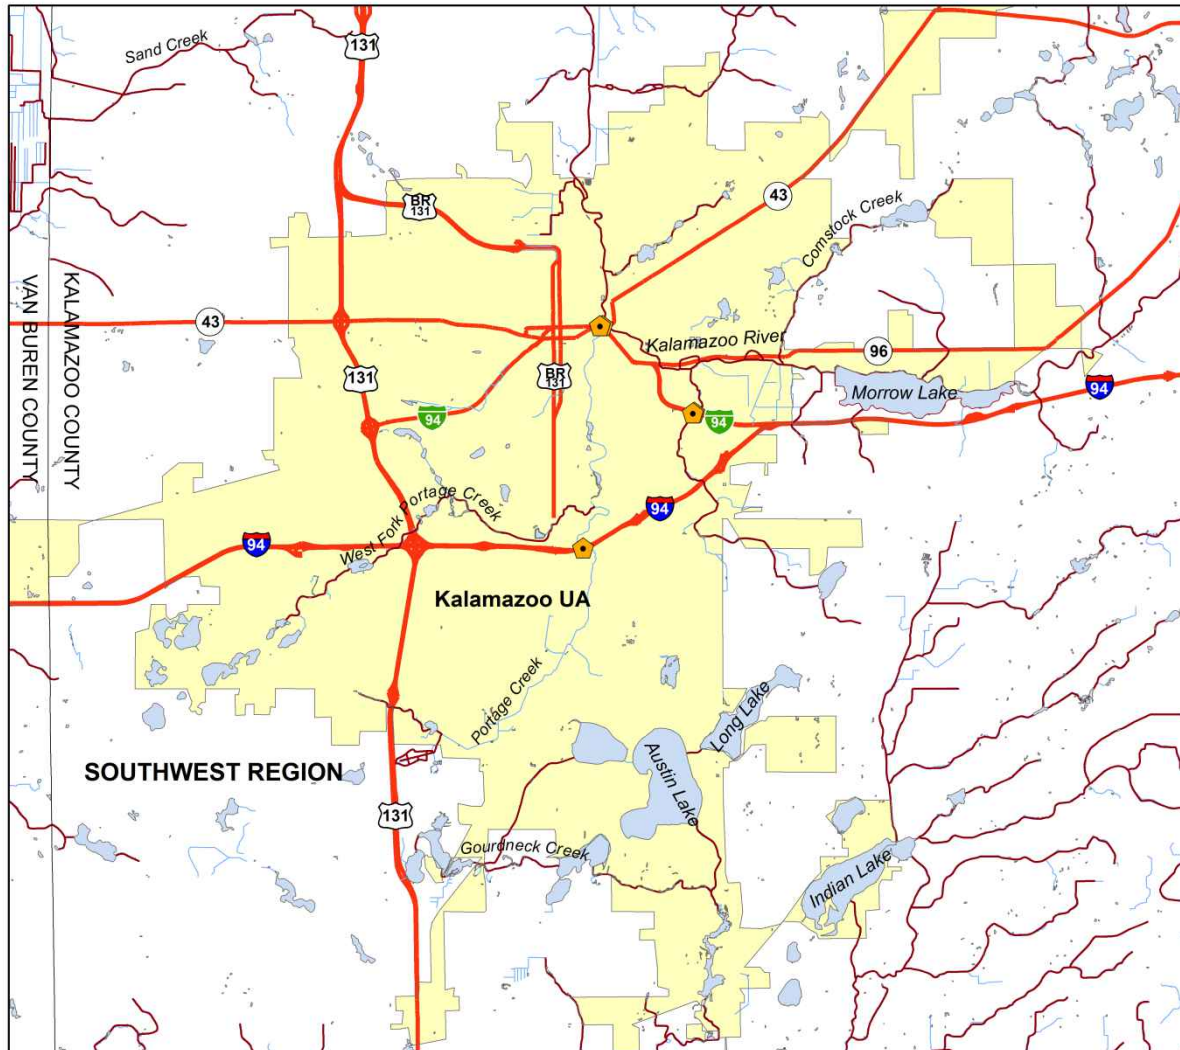 Sand Creek
131
BR
131
43
Comstock Creek
KALAMAZOO COUNTY
VAN BUREN COUNTY
43
Kalamazoo River
96
131
BR
131
94
94
Morrow Lake
94
West Fork Portage Creek
94
94
Kalamazoo UA
Portage Creek
Long Lake
Austin Lake
SOUTHWEST REGION
131
Gourdneck Creek
Indian Lake